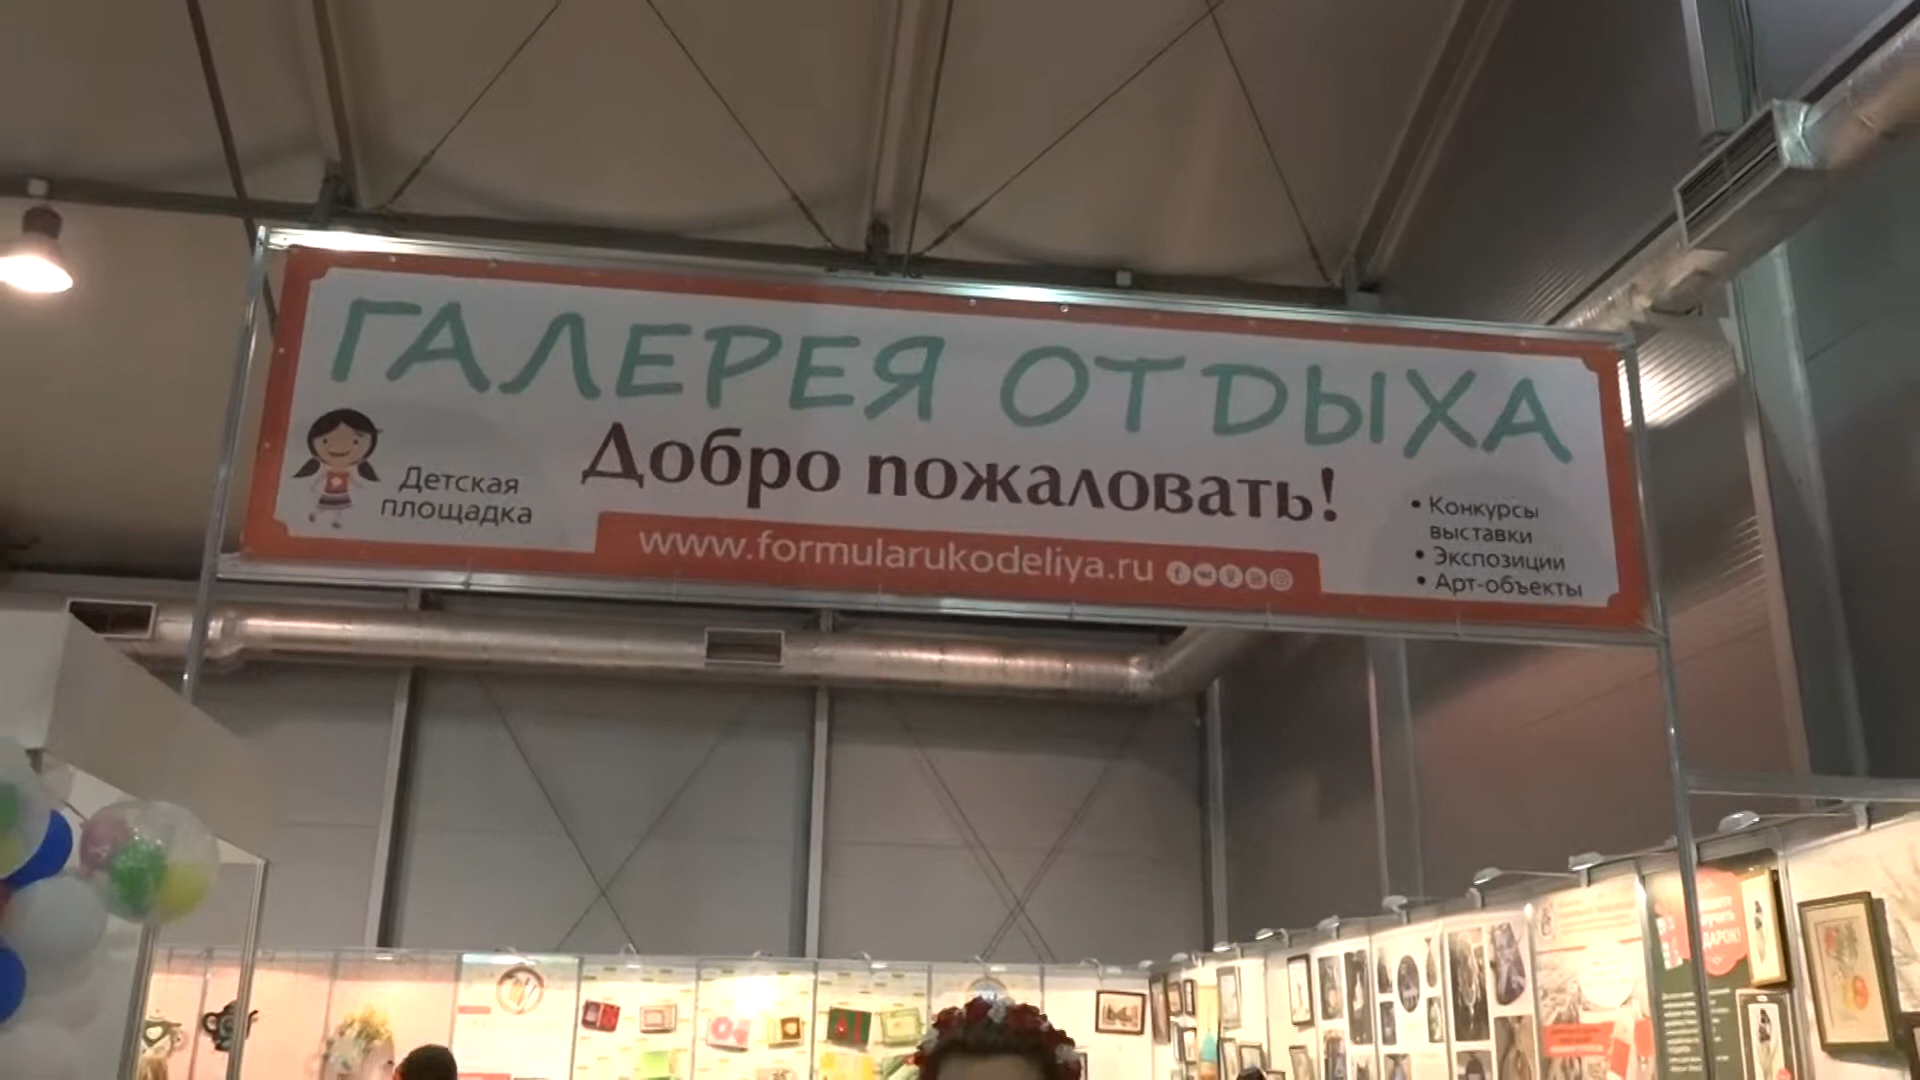 ГАЛЕРЕЯ ОТДЫХА
Добро пожаловать!
Детская
площадка
www.formularukodeliya.ru
• Конкурсы
выставки
• Экспозиции
• Арт-объекты